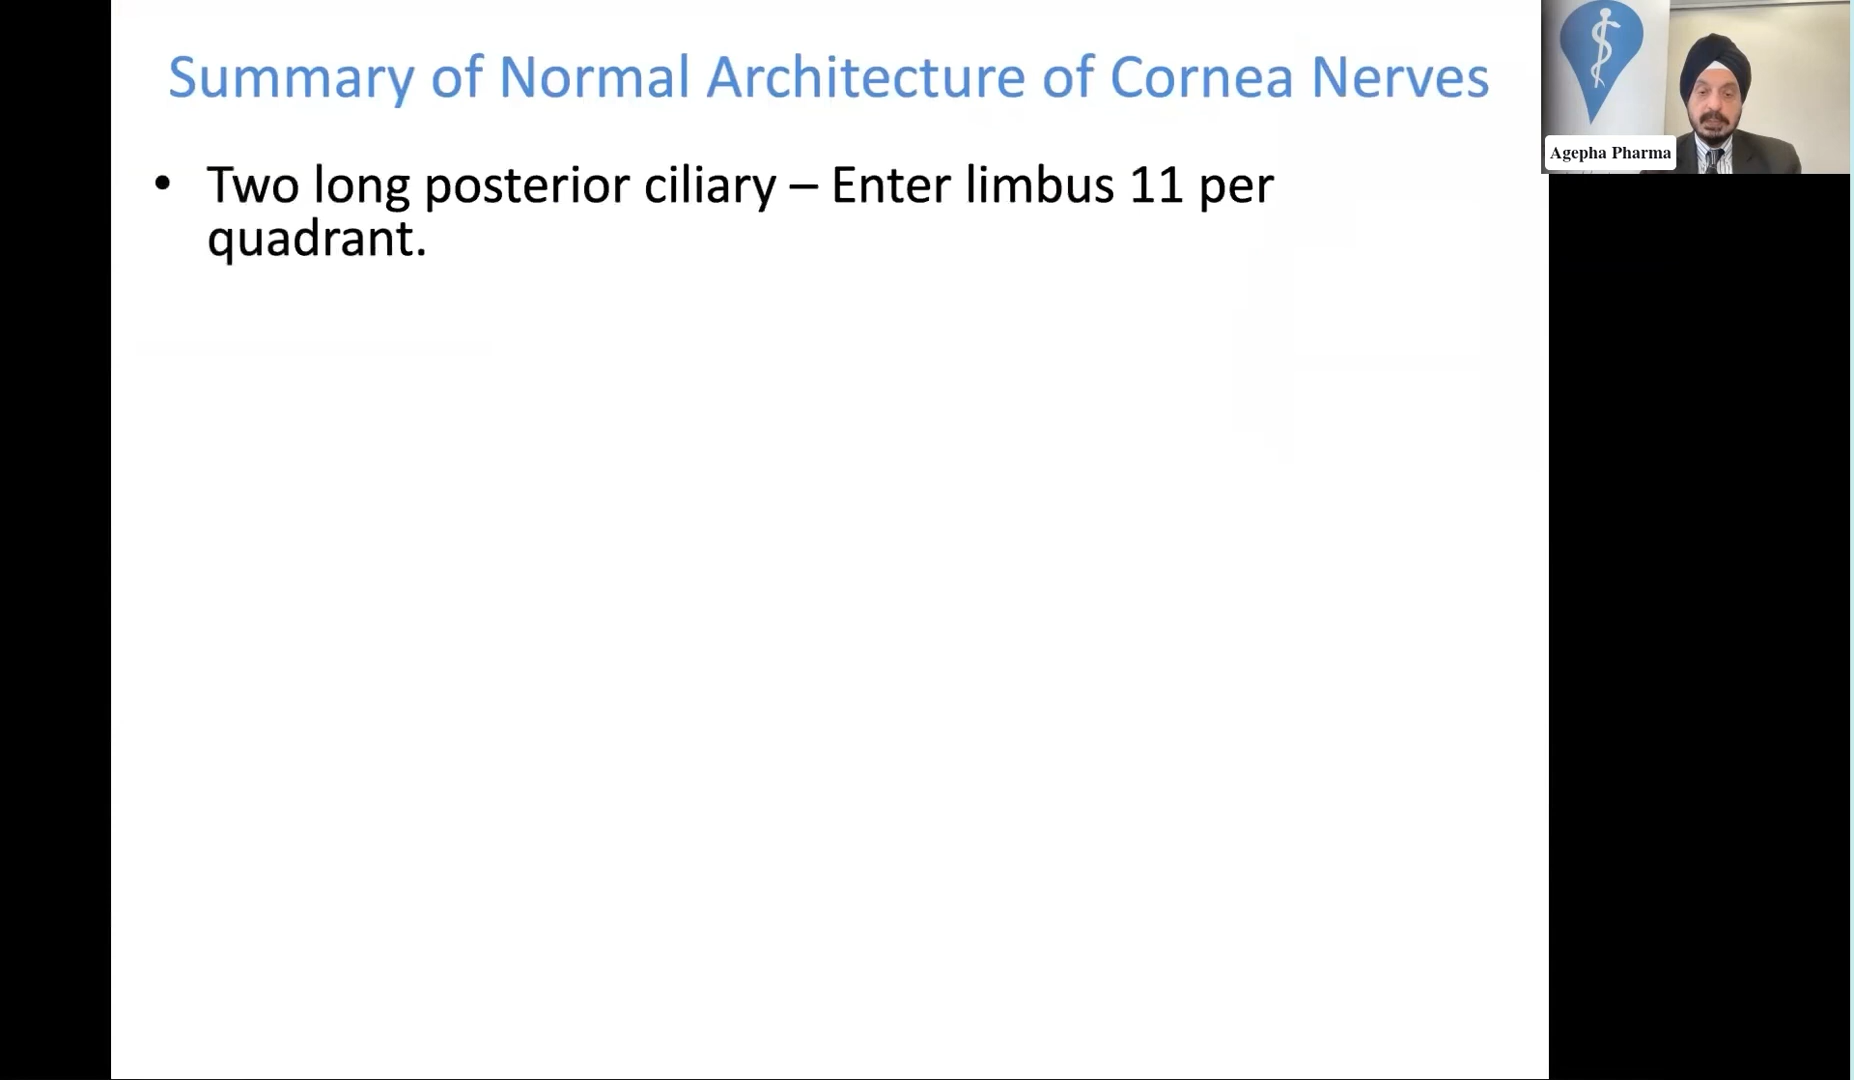 Summary of Normal Architecture of Cornea Nerves
• Two long posterior ciliary – Enter limbus 11 per
quadrant.
Agepha Pharma